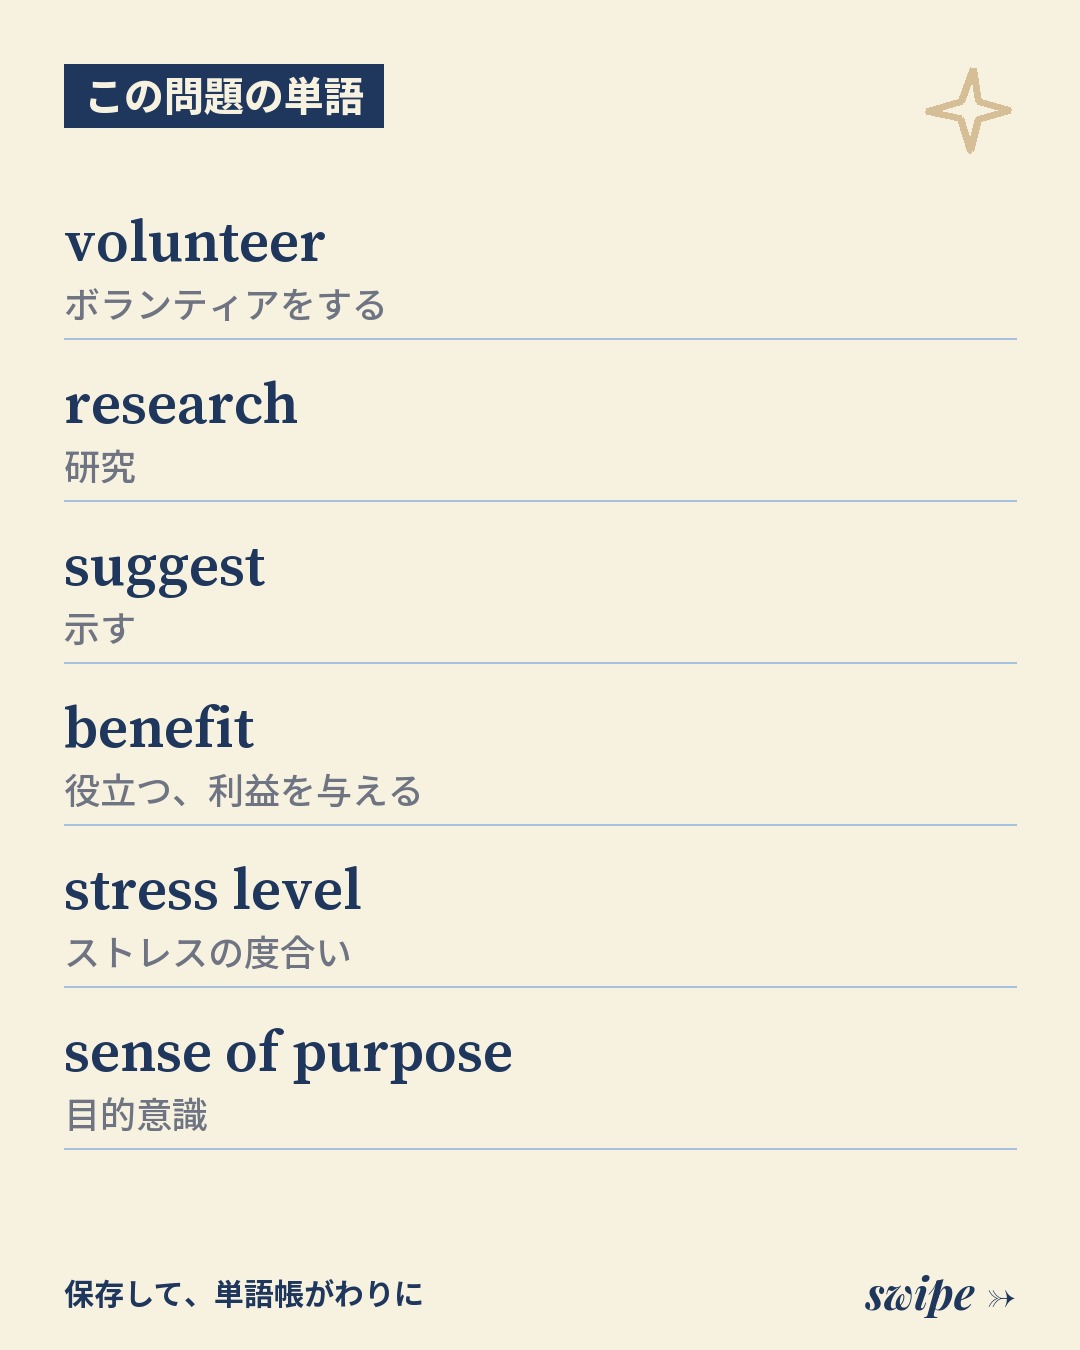 この問題の単語
volunteer
ボランティアをする
research
研究
suggest
示す
benefit
役立つ、利益を与える
stress level
ストレスの度合い
sense of purpose
目的意識
保存して、単語帳がわりに
swipe